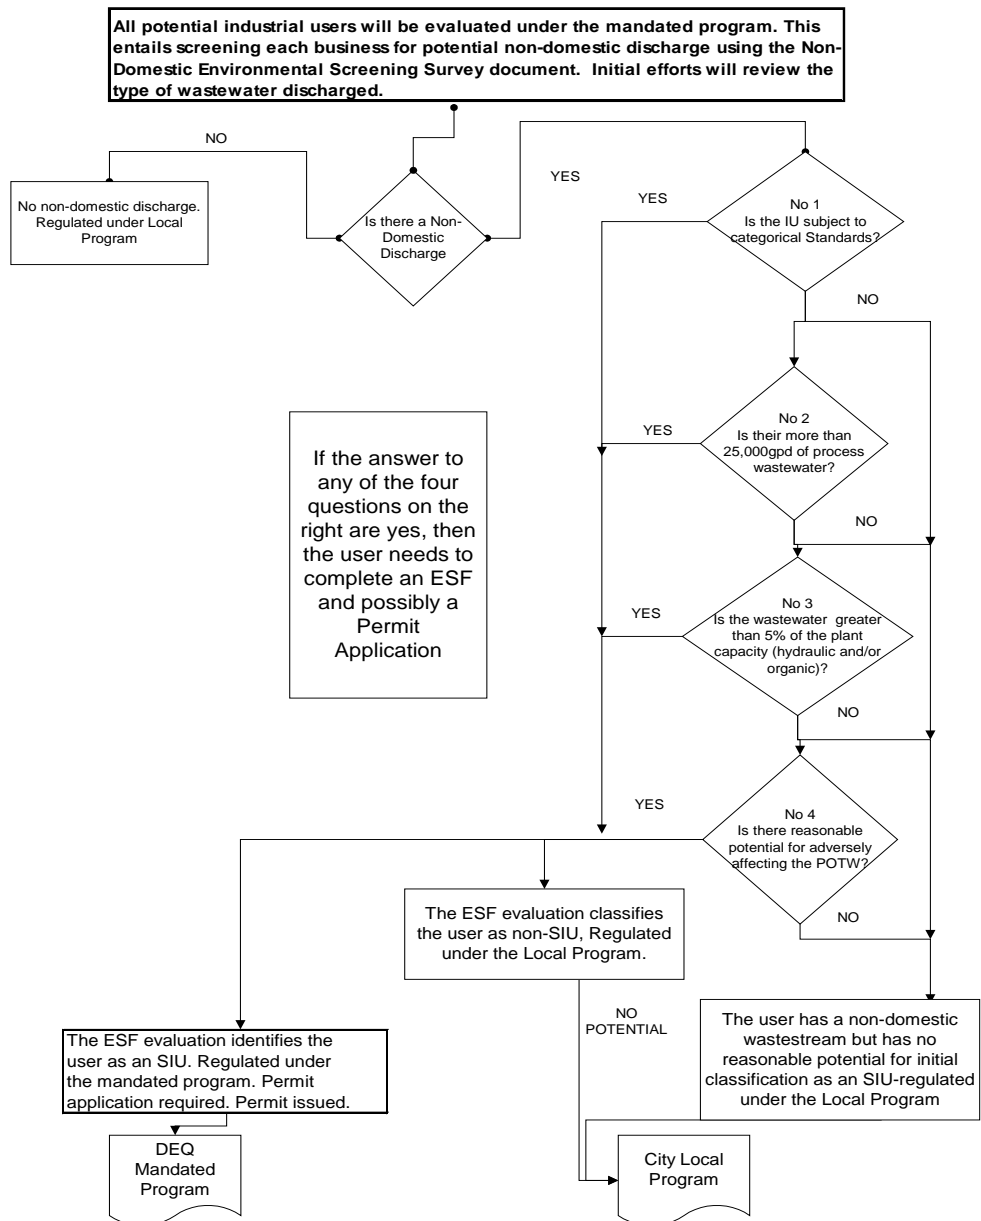 All potential industrial users will be evaluated under the mandated program. This
entails screening each business for potential non-domestic discharge using the Non-
Domestic Environmental Screening Survey document.  Initial efforts will review the
type of wastewater discharged.
NO
YES
No non-domestic discharge.
Regulated under Local
Program
Is there a Non-
Domestic
Discharge
YES
No 1
Is the IU subject to
categorical Standards?
NO
If the answer to
any of the four
questions on the
right are yes, then
the user needs to
complete an ESF
and possibly a
Permit
Application
YES
No 2
Is their more than
25,000gpd of process
wastewater?
NO
YES
No 3
Is the wastewater  greater
than 5% of the plant
capacity (hydraulic and/or
organic)?
NO
YES
No 4
Is there reasonable
potential for adversely
affecting the POTW?
NO
The ESF evaluation classifies
the user as non-SIU, Regulated
under the Local Program.
NO
POTENTIAL
The ESF evaluation identifies the
user as an SIU. Regulated under
the mandated program. Permit
application required. Permit issued.
The user has a non-domestic
wastestream but has no
reasonable potential for initial
classification as an SIU-regulated
under the Local Program
DEQ
Mandated
Program
City Local
Program